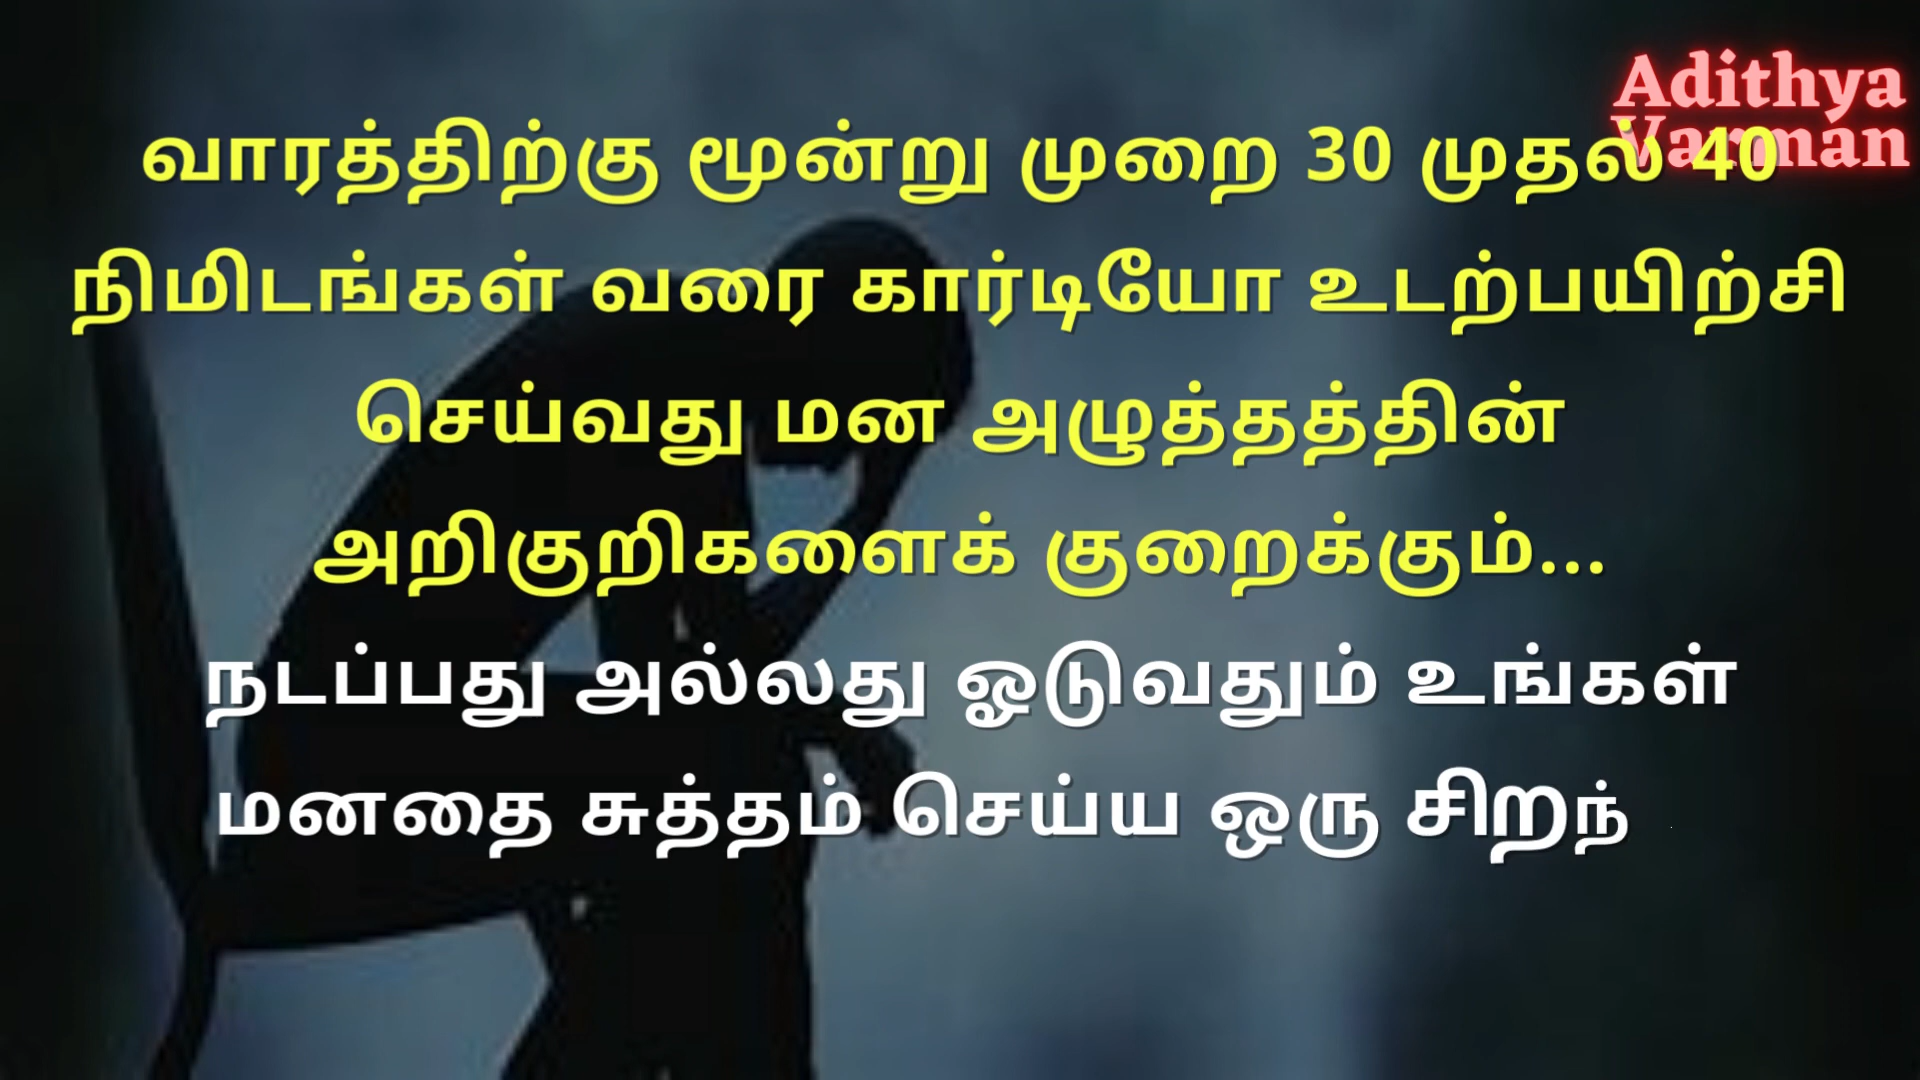 Adithya
Varman
வாரத்திற்கு மூன்று முறை 30 முதல் 40
நிமிடங்கள் வரை கார்டியோ உடற்பயிற்சி
செய்வது மன அழுத்தத்தின்
அறிகுறிகளைக் குறைக்கும்...
நடப்பது அல்லது ஓடுவதும் உங்கள்
மனதை சுத்தம் செய்ய ஒரு சிறந்